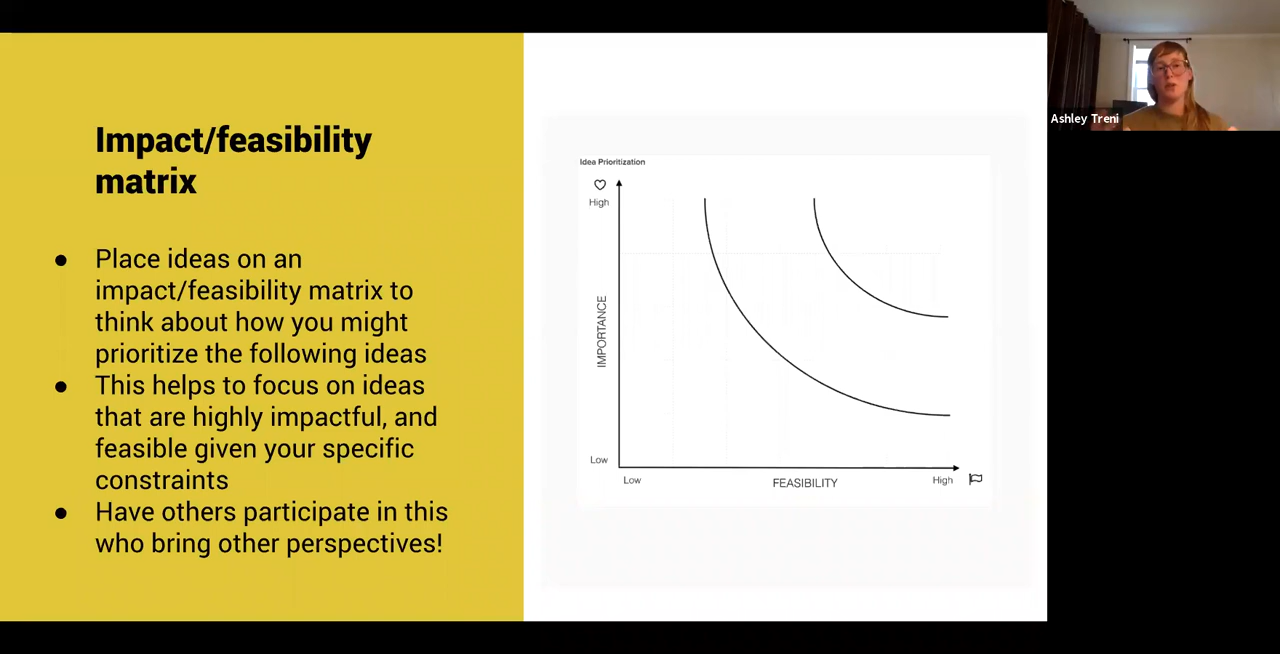 Impact/feasibility
matrix
● Place ideas on an
impact/feasibility matrix to
think about how you might
prioritize the following ideas
● This helps to focus on ideas
that are highly impactful, and
feasible given your specific
constraints
● Have others participate in this
who bring other perspectives!
Idea Prioritization
High
IMPORTANCE
Low
Low
FEASIBILITY
High
Ashley Treni